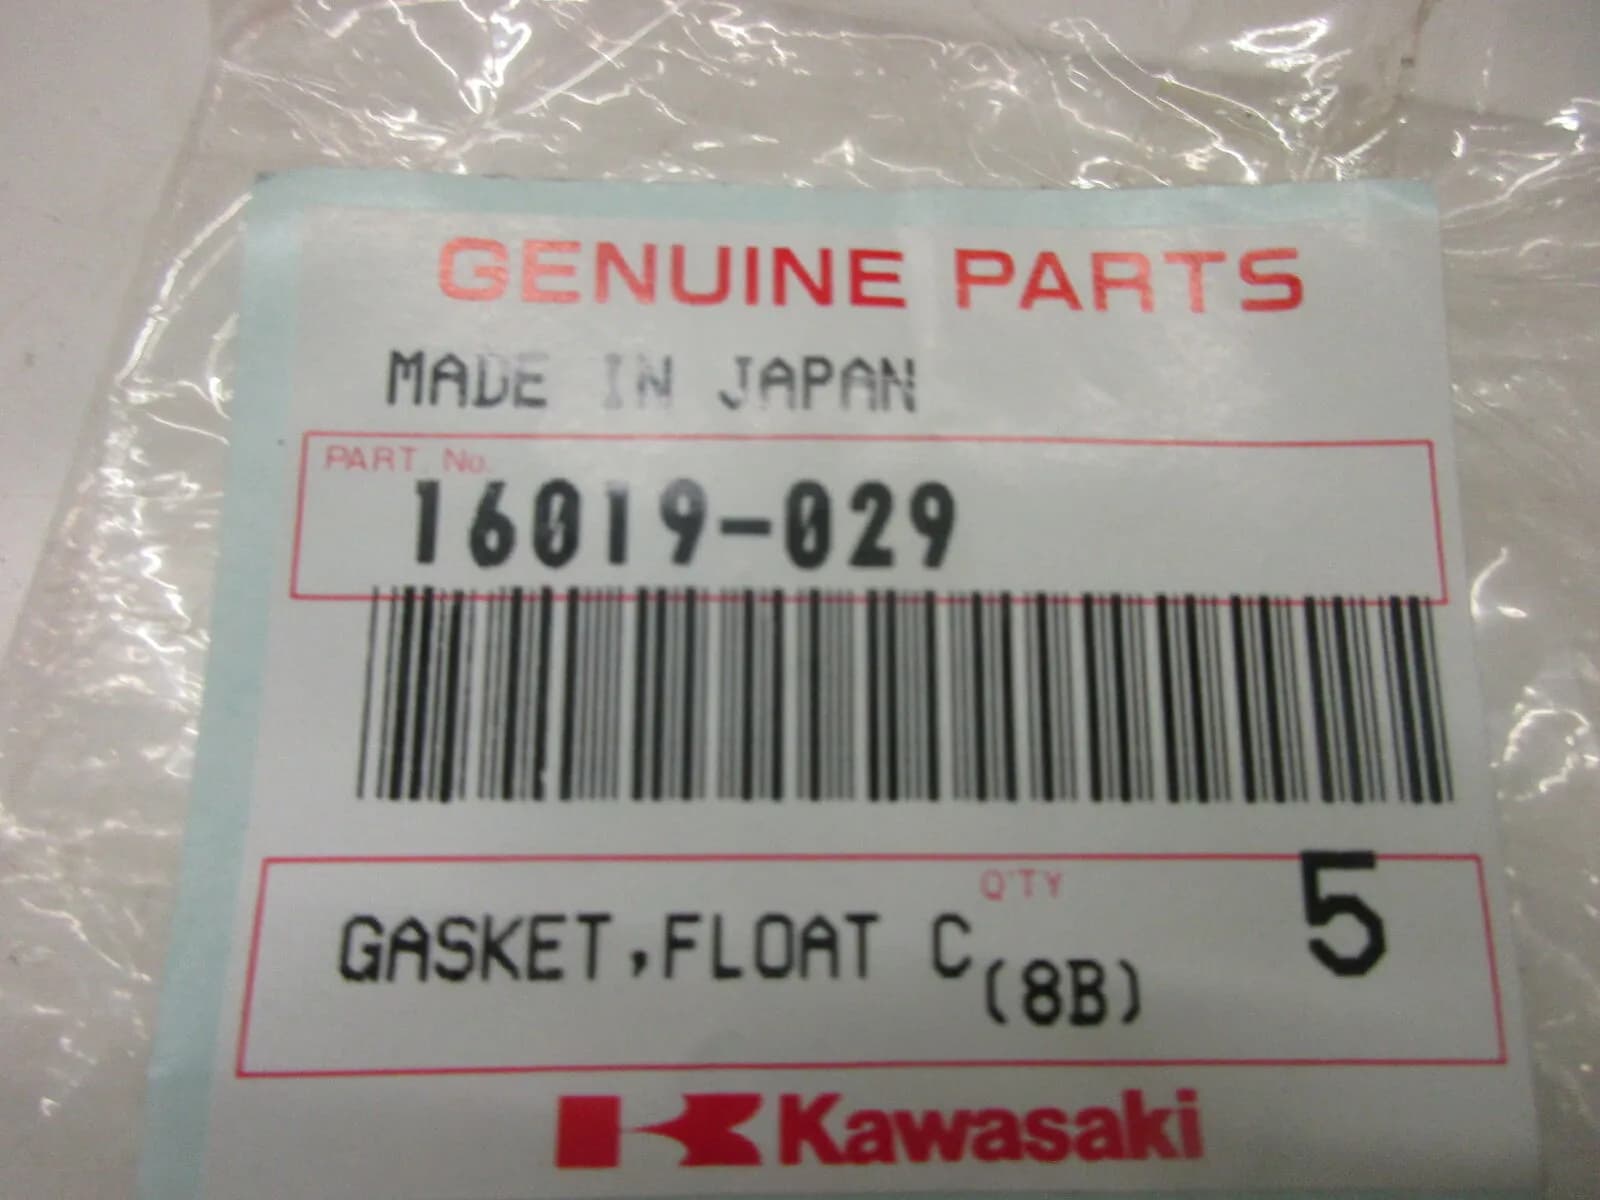 GENUINE PARTS
MADE IN JAPAN
PART No.
16019-029
Q'TY
5
GASKET,FLOAT C
(8B)
Kawasaki